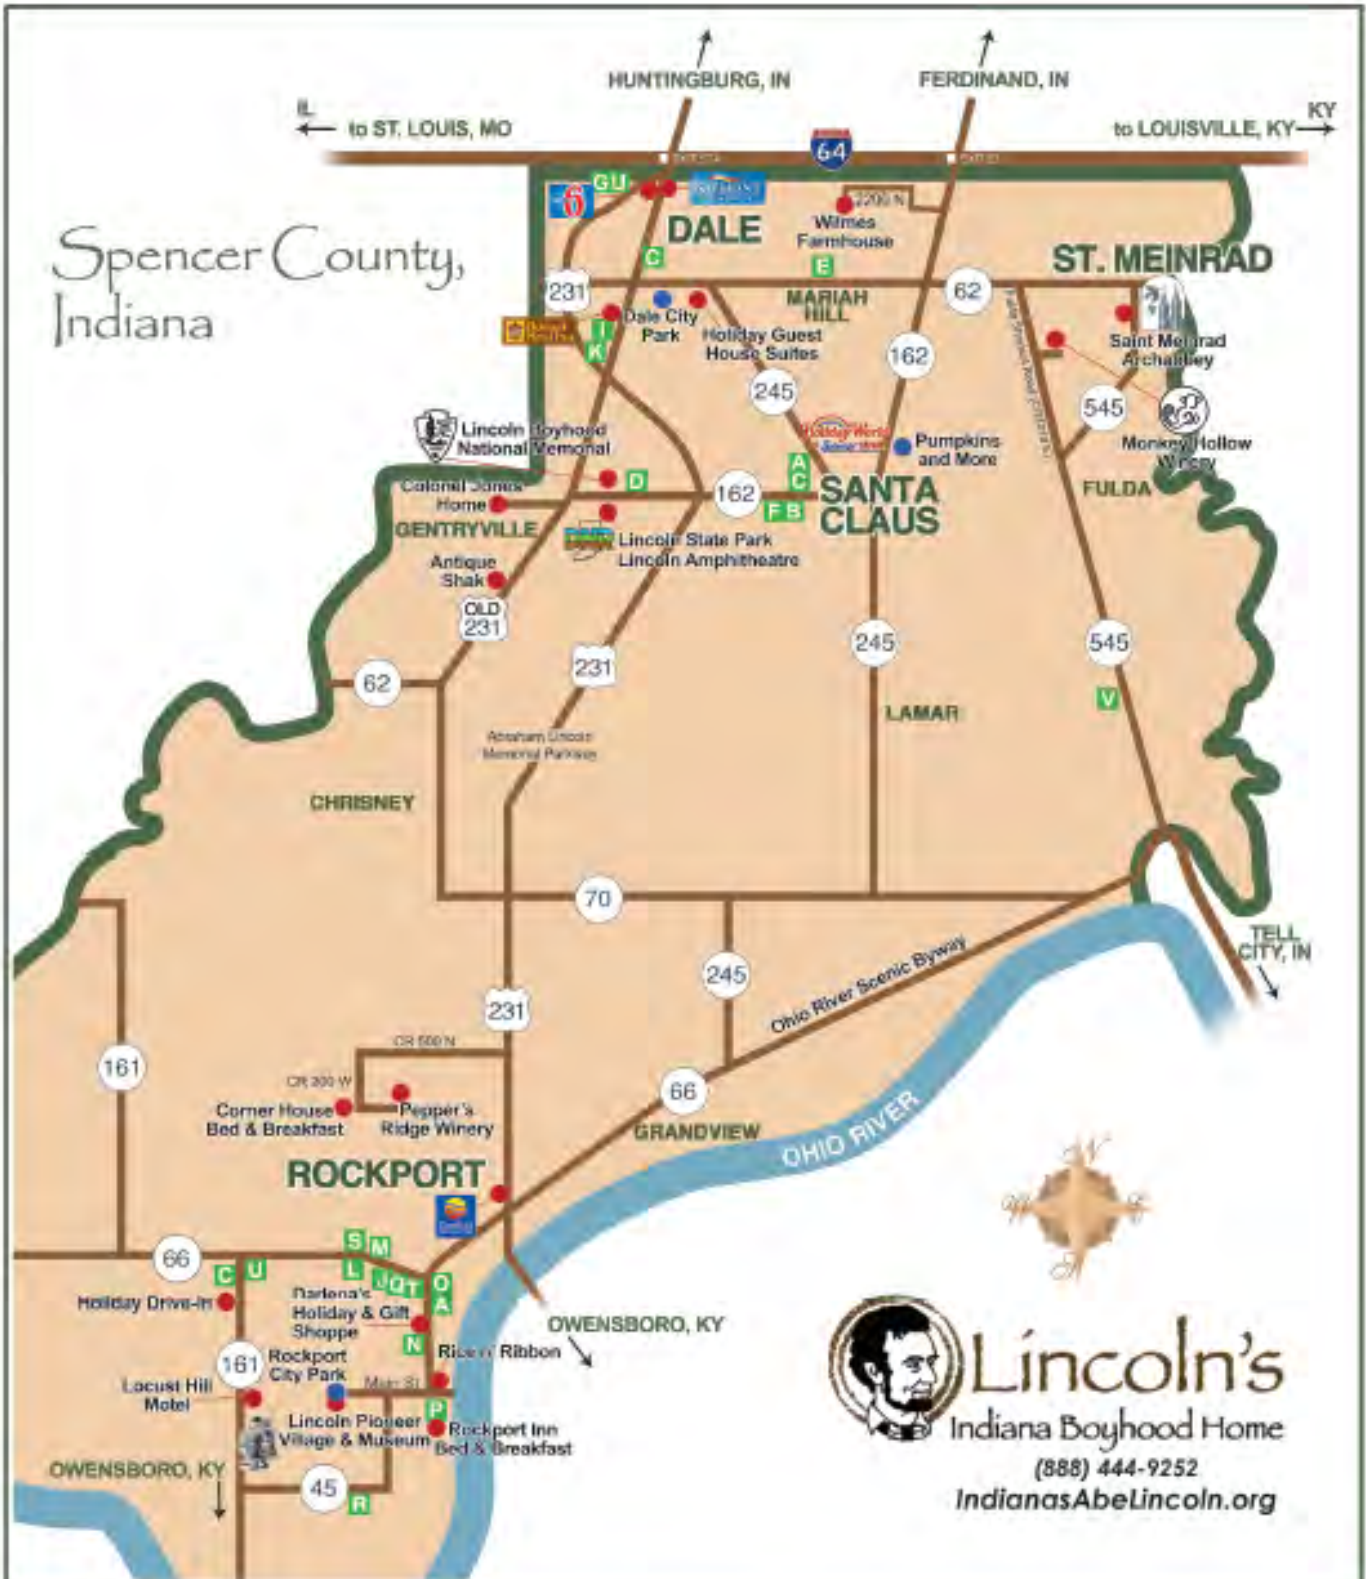 HUNTINGBURG, IN
FERDINAND, IN
IL
to ST. LOUIS, MO
KY
to LOUISVILLE, KY
64
Spencer County,
Indiana
6
GU
DALE
2200 N
Wilmes
Farmhouse
C
E
ST. MEINRAD
231
MARIAH
HILL
62
Dale City
Park
I
K
Holiday Guest
House Suites
Saint Meinrad
Archabbey
162
245
545
Lincoln Boyhood
National Memorial
Holiday World
Pumpkins
and More
Monkey Hollow
Winery
Colonel Jones
Home
D
A
C
162
F B
SANTA
CLAUS
FULDA
GENTRYVILLE
Lincoln State Park
Lincoln Amphitheatre
Antique
Shak
OLD
231
231
245
545
62
V
LAMAR
Abraham Lincoln
Memorial Parkway
CHRISNEY
70
TELL
CITY, IN
245
Ohio River Scenic Byway
231
161
CR 500 N
CR 200 W
66
Corner House
Bed & Breakfast
Pepper's
Ridge Winery
GRANDVIEW
OHIO RIVER
ROCKPORT
66
S
M
L
J
Q
T
O
A
C
U
Holiday Drive-In
Darlena's
Holiday & Gift
Shoppe
OWENSBORO, KY
N
161
Rockport
City Park
Main St
Ribbon
Locust Hill
Motel
Lincoln Pioneer
Village & Museum
P
Rockport Inn
Bed & Breakfast
OWENSBORO, KY
45
R
Lincoln's
Indiana Boyhood Home
(888) 444-9252
IndianasAbeLincoln.org